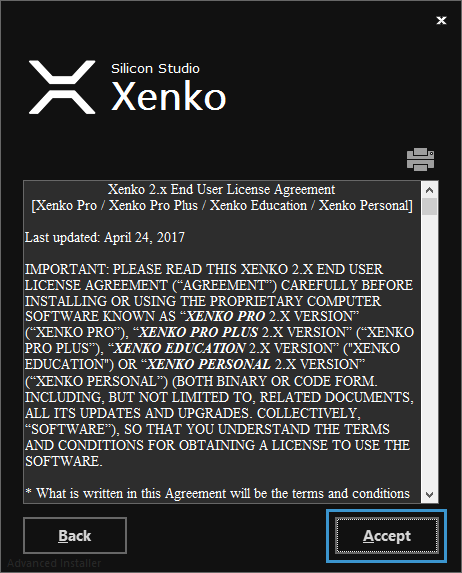 Silicon Studio
Xenko
Xenko 2.x End User License Agreement
[Xenko Pro / Xenko Pro Plus / Xenko Education / Xenko Personal]
Last updated: April 24, 2017
IMPORTANT: PLEASE READ THIS XENKO 2.X END USER
LICENSE AGREEMENT (“AGREEMENT”) CAREFULLY BEFORE
INSTALLING OR USING THE PROPRIETARY COMPUTER
SOFTWARE KNOWN AS “XENKO PRO 2.X VERSION”
(“XENKO PRO”), “XENKO PRO PLUS 2.X VERSION” (“XENKO
PRO PLUS”), “XENKO EDUCATION 2.X VERSION” ("XENKO
EDUCATION") OR “XENKO PERSONAL 2.X VERSION”
(“XENKO PERSONAL”) (BOTH BINARY OR CODE FORM.
INCLUDING, BUT NOT LIMITED TO, RELATED DOCUMENTS,
ALL ITS UPDATES AND UPGRADES. COLLECTIVELY,
“SOFTWARE”), SO THAT YOU UNDERSTAND THE TERMS
AND CONDITIONS FOR OBTAINING A LICENSE TO USE THE
SOFTWARE.
* What is written in this Agreement will be the terms and conditions
Back
Accept
Advanced Installer